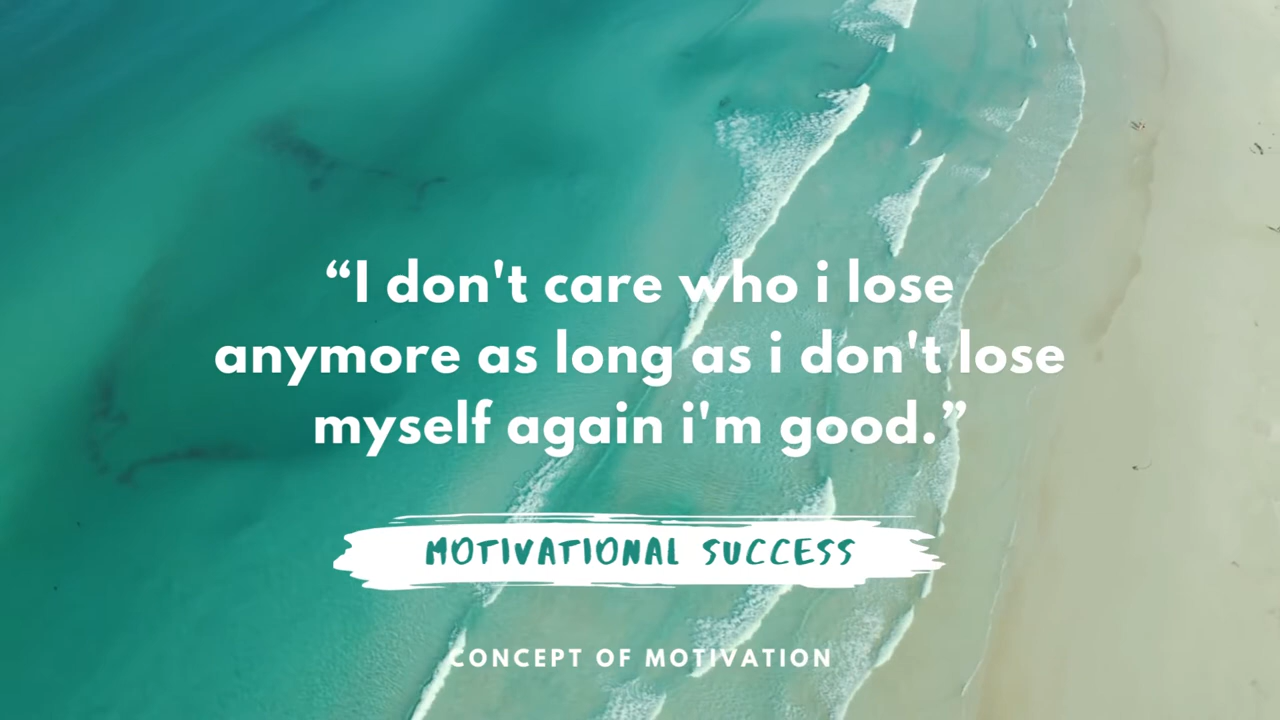 “I don't care who i lose
anymore as long as i don't lose
myself again i'm good.”
MOTIVATIONAL SUCCESS
CONCEPT OF MOTIVATION